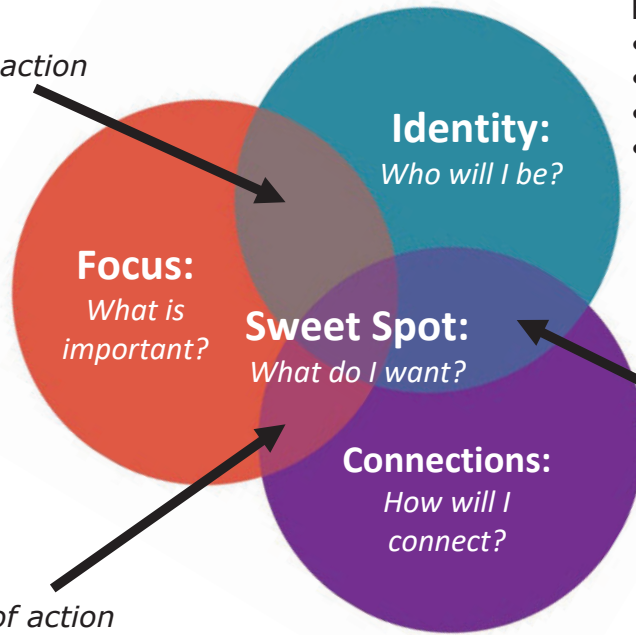 action
Identity:
Who will I be?
Focus:
What is
important?
Sweet Spot:
What do I want?
Connections:
How will I
connect?
of action